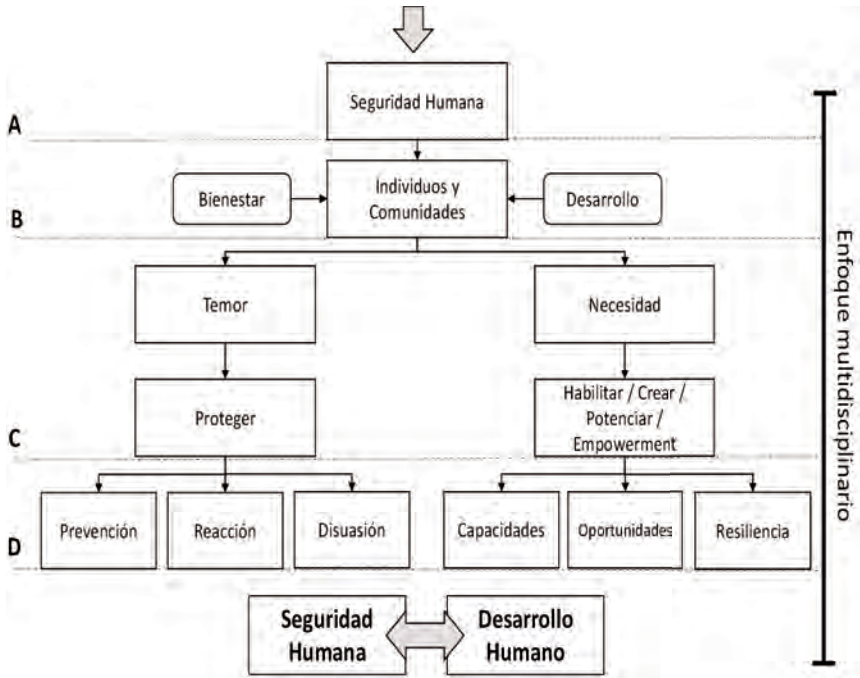 Seguridad Humana
A
Bienestar
Individuos y
Comunidades
Desarrollo
B
Temor
Necesidad
Proteger
Habilitar / Crear /
Potenciar /
Empowerment
C
Prevención
Reacción
Disuasión
Capacidades
Oportunidades
Resiliencia
D
Seguridad
Humana
Desarrollo
Humano
Enfoque multidisciplinario